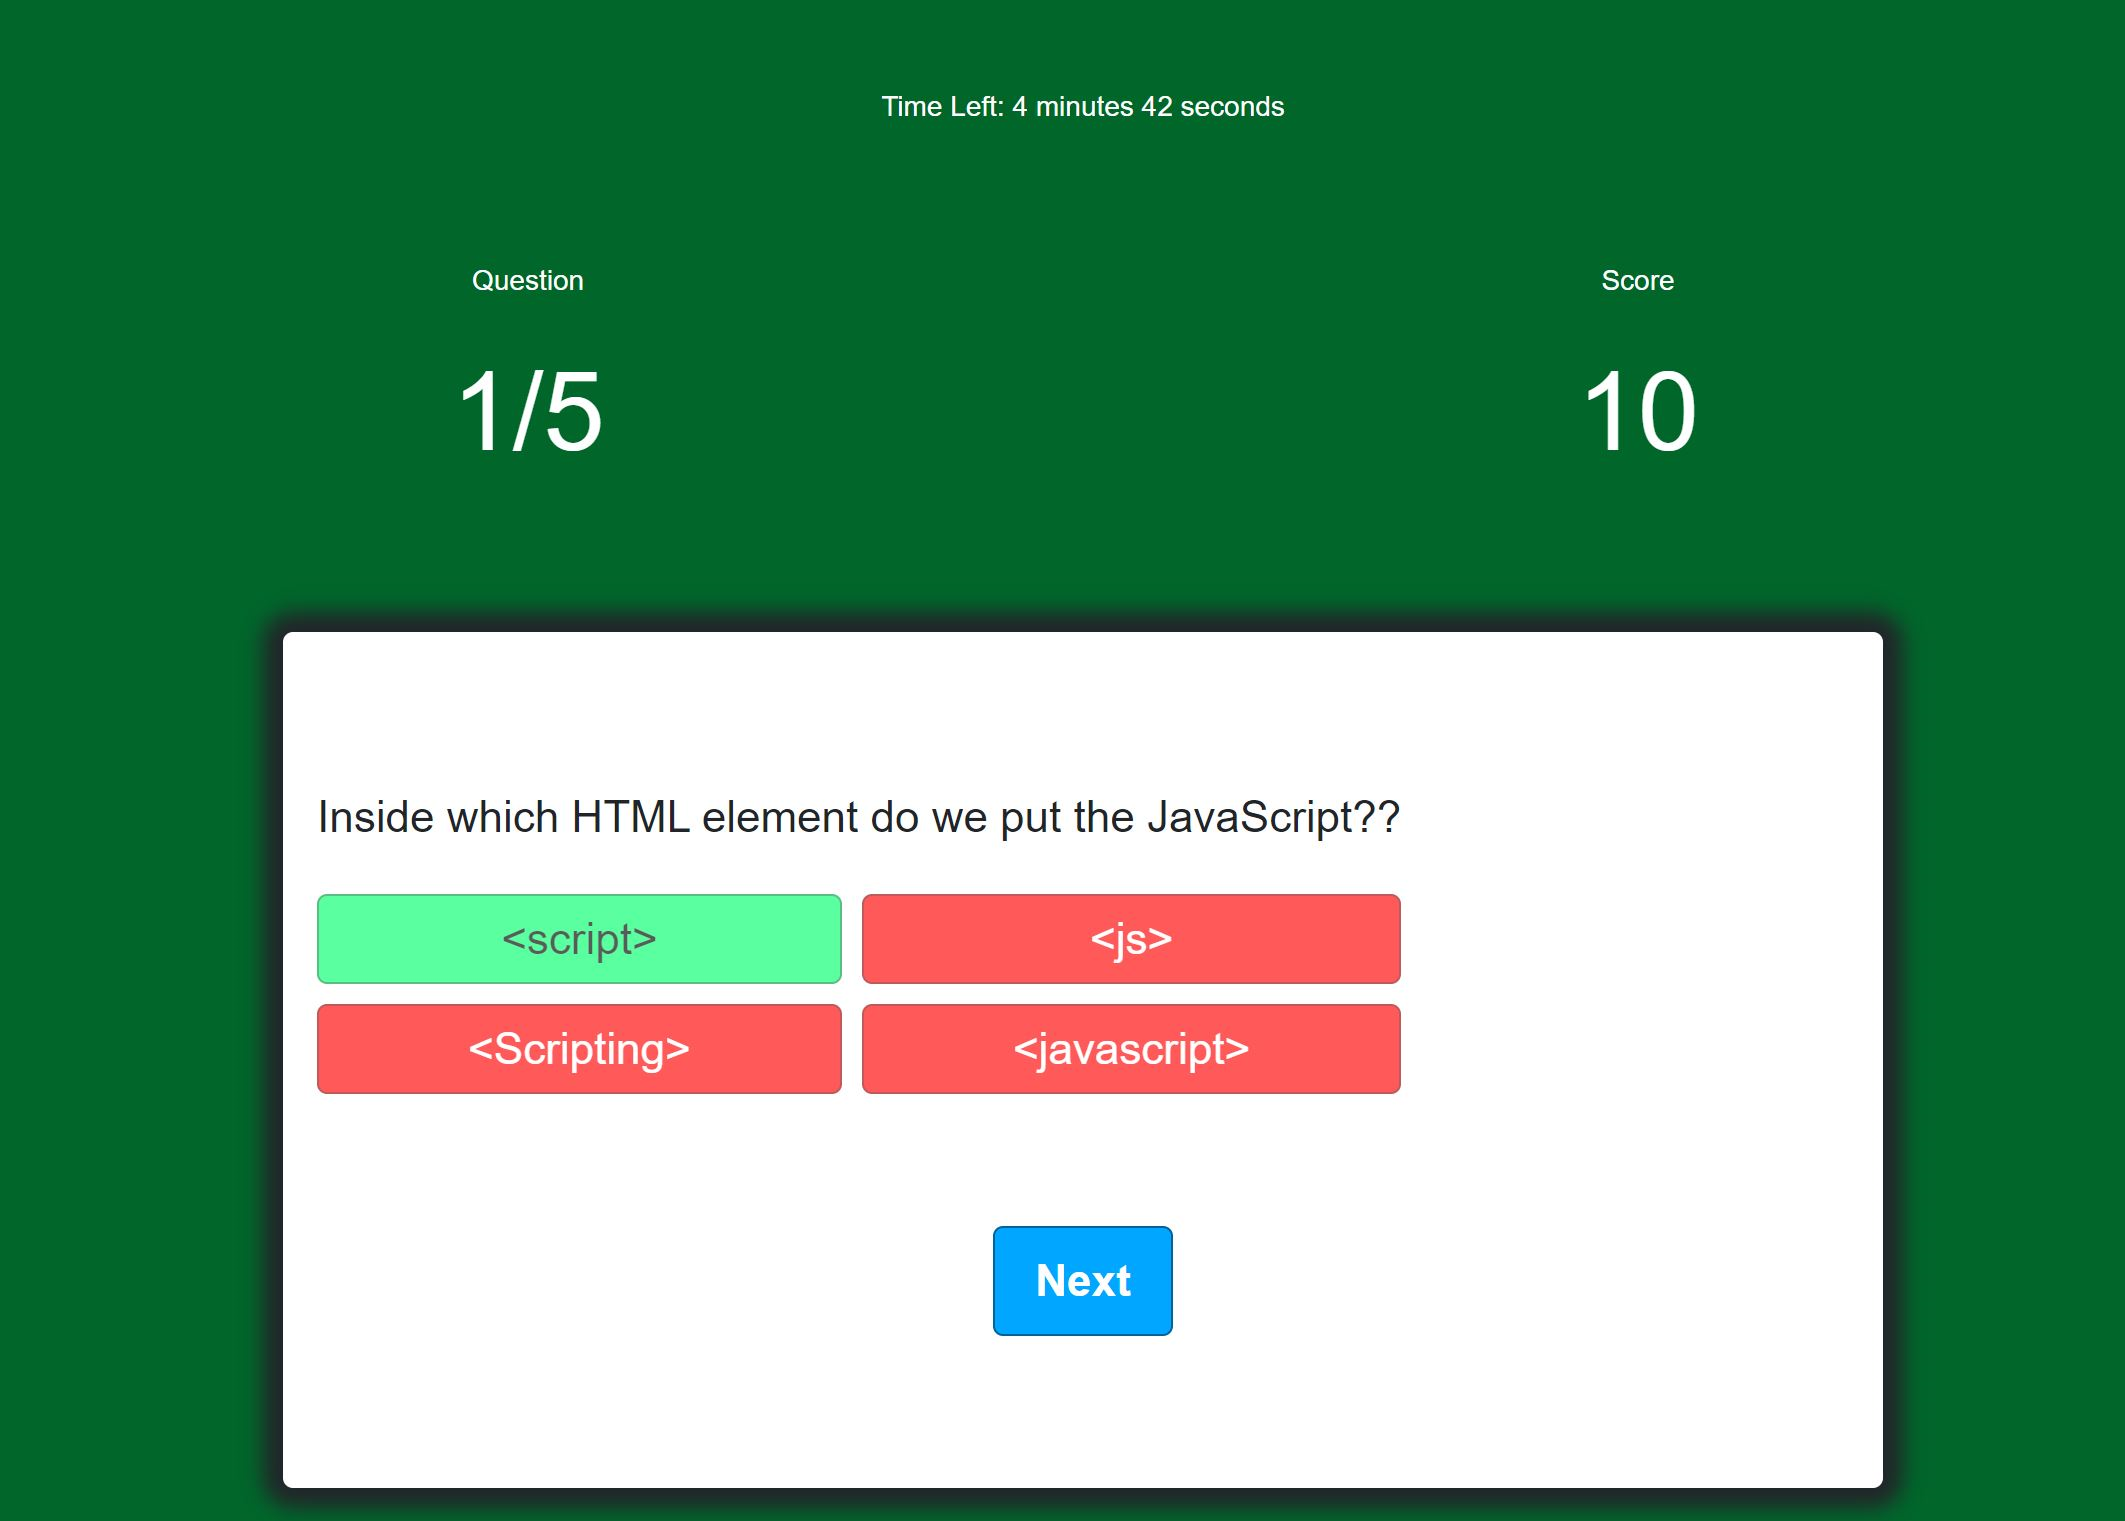 Time Left: 4 minutes 42 seconds
Question
Score
1/5
10
Inside which HTML element do we put the JavaScript??
<script>
<js>
<Scripting>
<javascript>
Next